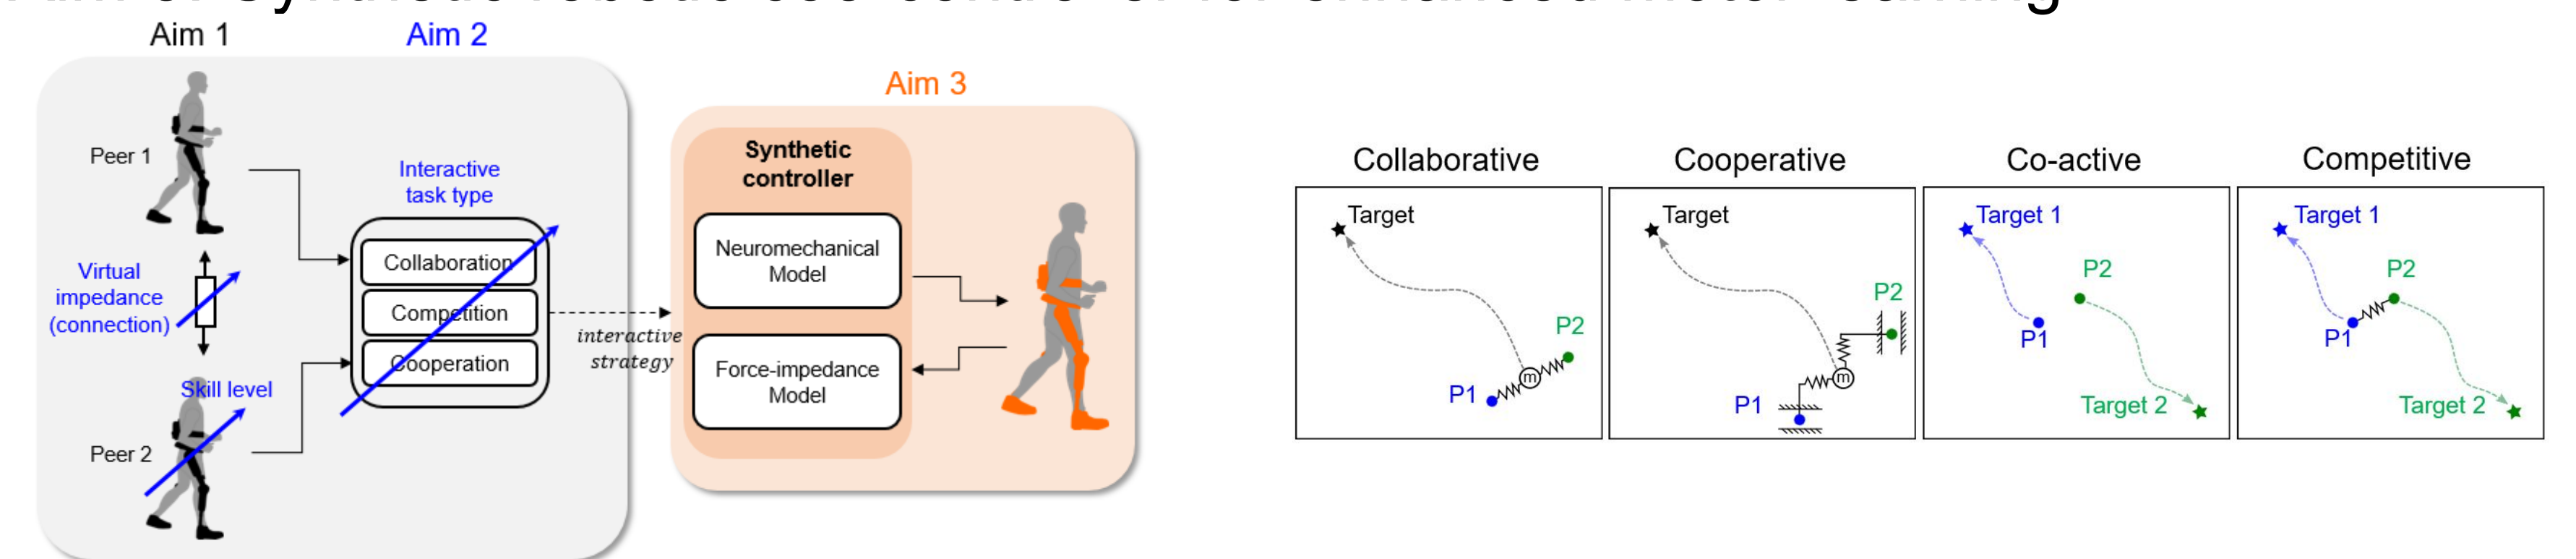 Aim 1
Aim 2
Peer 1
Virtual
impedance
(connection)
Skill level
Peer 2
Interactive
task type
Collaboration
Competition
Cooperation
interactive
strategy
Aim 3
Synthetic
controller
Neuromechanical
Model
Force-impedance
Model
Collaborative
Target
P2
P1
m
Cooperative
Target
P2
P1
m
Co-active
Target 1
P2
P1
Target 2
Competitive
Target 1
P2
P1
Target 2